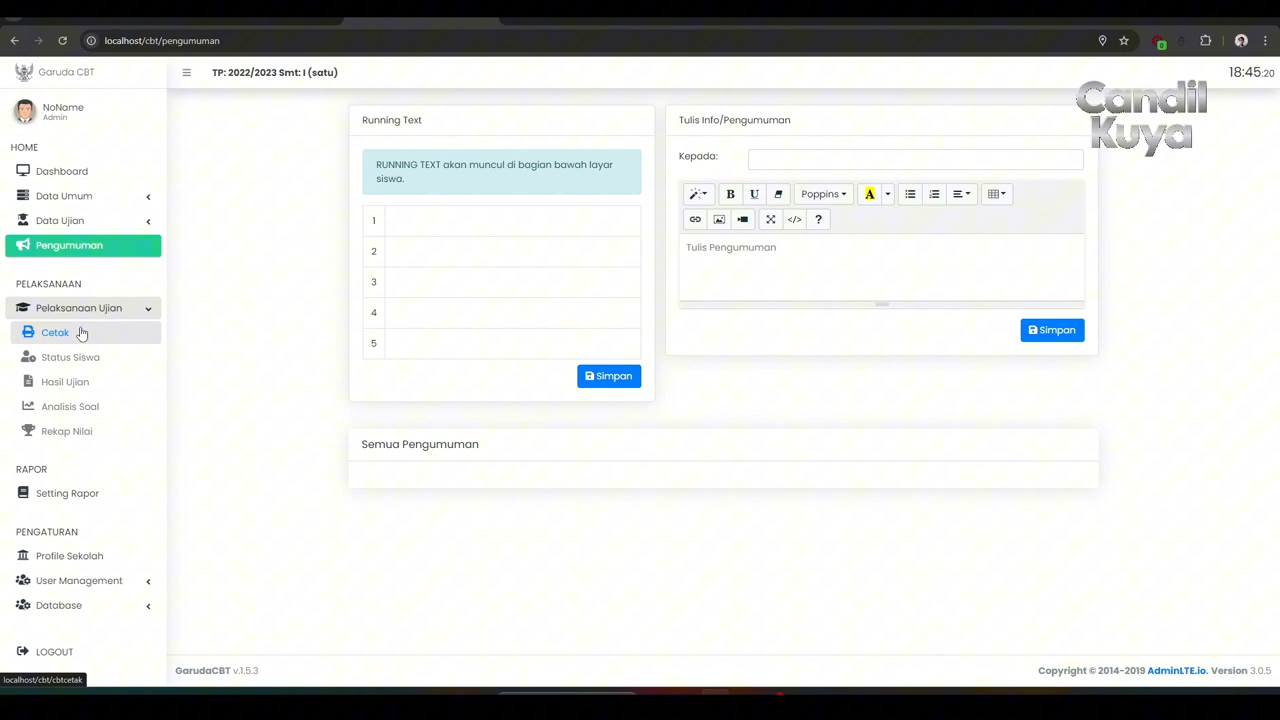 localhost/cbt/pengumuman
0
Garuda CBT
TP: 2022/2023 Smt: I (satu)
18:45:20
Candil
Kuya
NoName
Admin
HOME
Dashboard
Data Umum
Data Ujian
Pengumuman
PELAKSANAAN
Pelaksanaan Ujian
Cetak
Status Siswa
Hasil Ujian
Analisis Soal
Rekap Nilai
RAPOR
Setting Rapor
PENGATURAN
Profile Sekolah
User Management
Database
LOGOUT
localhost/cbt/cbtcetak
Running Text
RUNNING TEXT akan muncul di bagian bawah layar
siswa.
1
2
3
4
5
Simpan
Tulis Info/Pengumuman
Kepada:
B U Poppins A
</> ?
Tulis Pengumuman
Simpan
Semua Pengumuman
GarudaCBT v.1.5.3
Copyright © 2014-2019 AdminLTE.io. Version 3.0.5